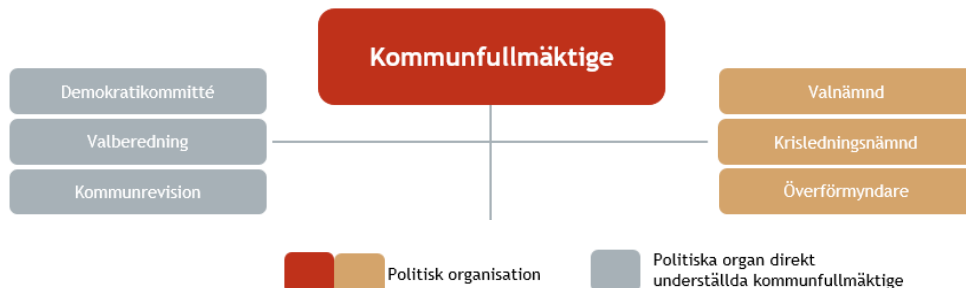 Kommunfullmäktige
Demokratikommitté
Valberedning
Kommunrevision
Valnämnd
Krisledningsnämnd
Överförmyndare
Politisk organisation
Politiska organ direkt
underställda kommunfullmäktige